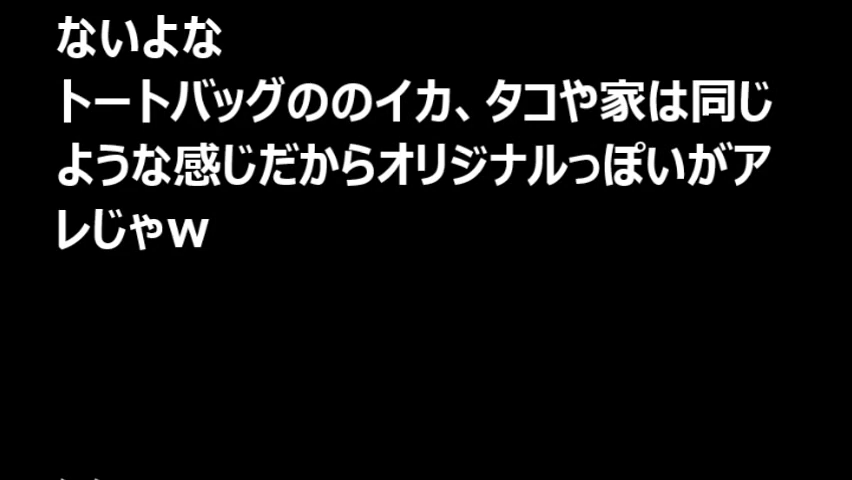 ないよな
トートバッグののイカ、タコや家は同じ
ような感じだからオリジナルっぽいがア
レじゃw